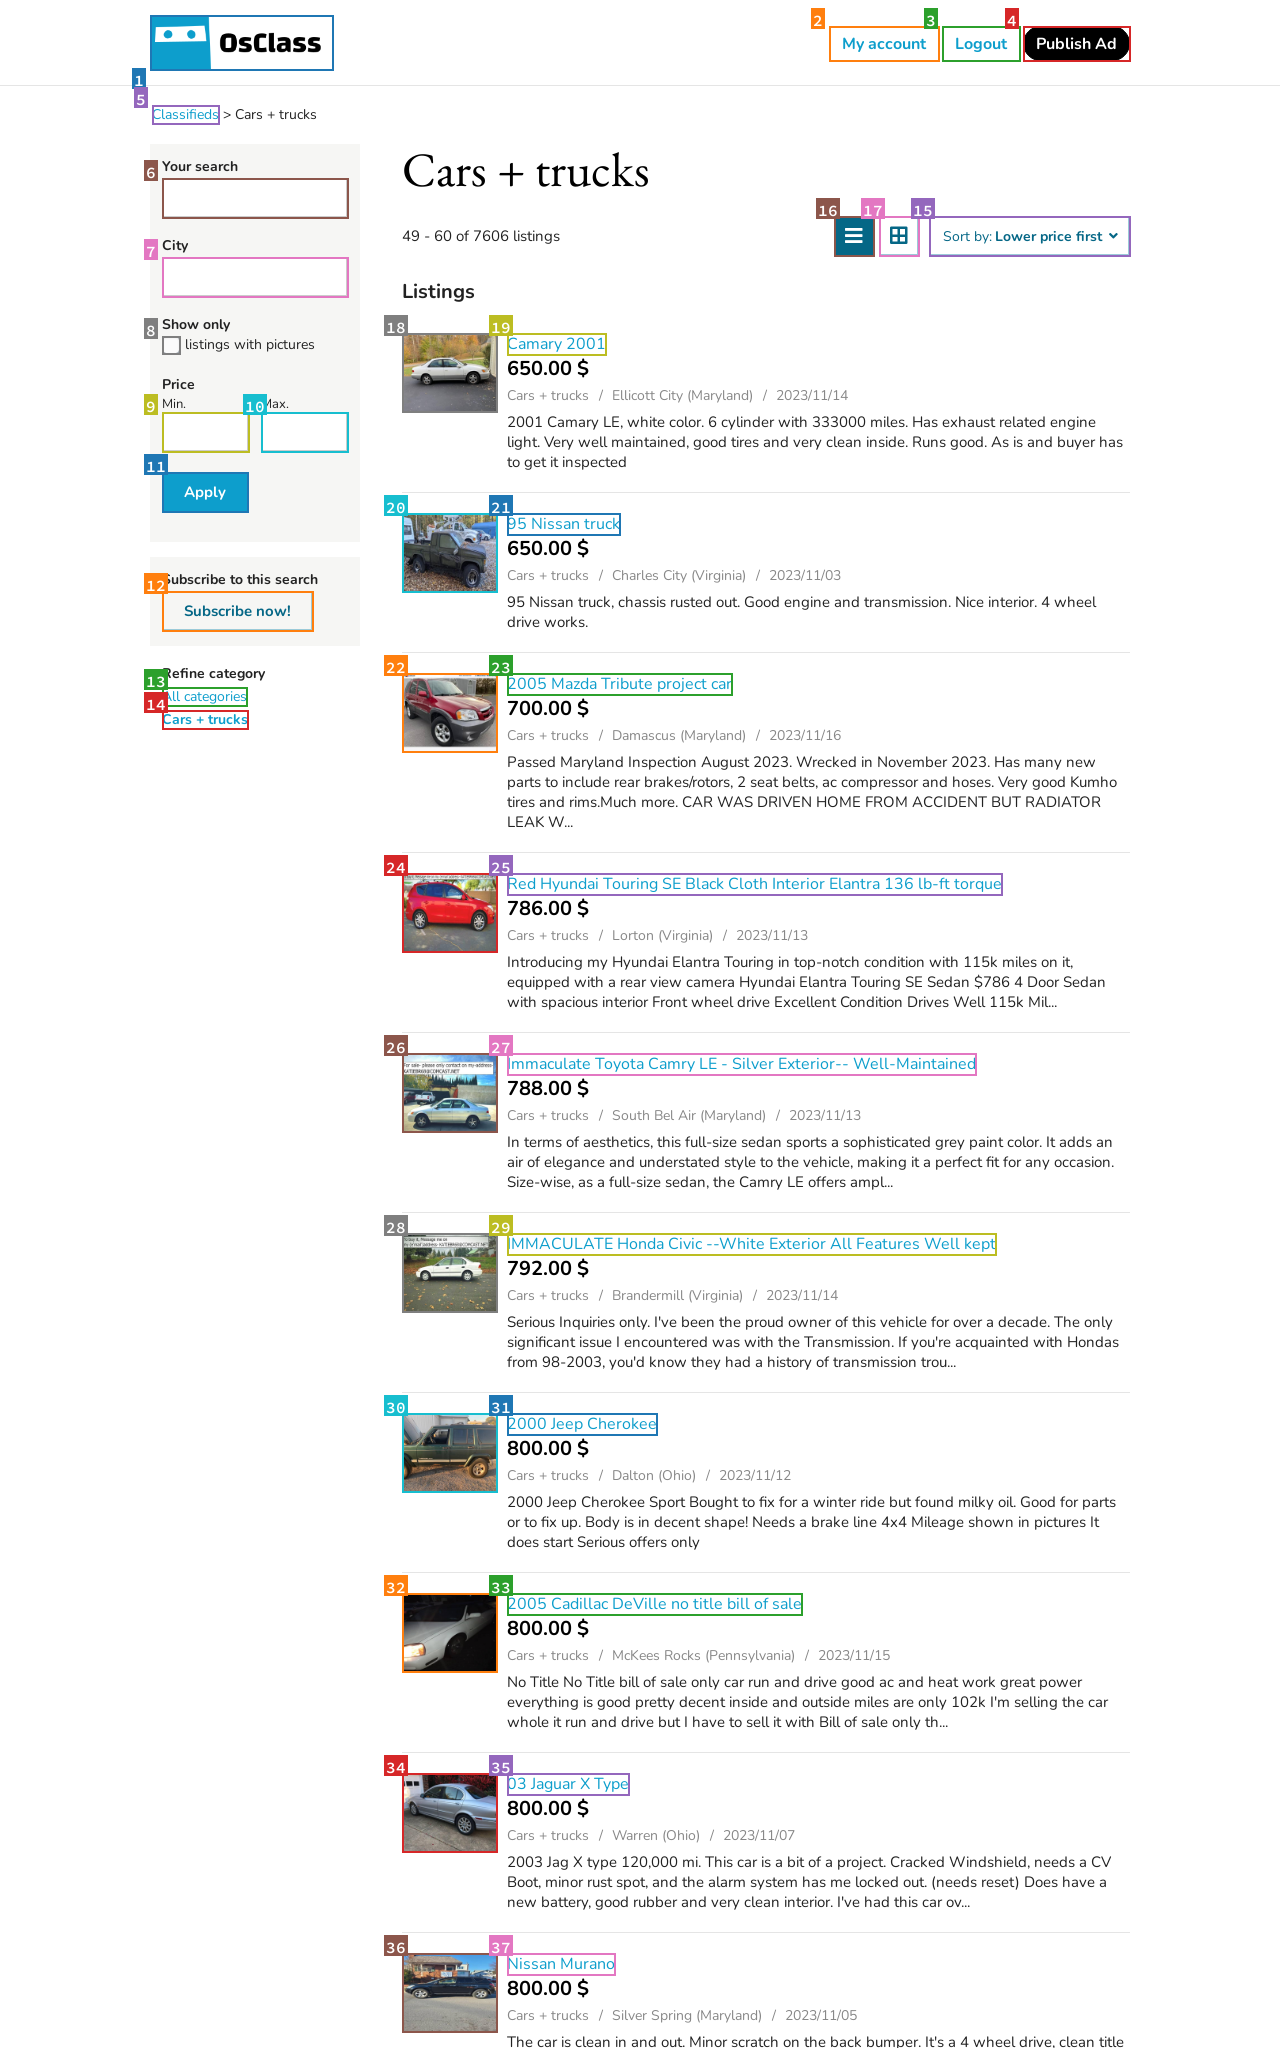 OsClass
2
My account
3
Logout
4
Publish Ad
1
5
Classifieds > Cars + trucks
6
Your search
7
City
8
Show only
listings with pictures
Price
9
Min.
10
Max.
11
Apply
12
Subscribe to this search
Subscribe now!
13
Refine category
All categories
14
Cars + trucks
Cars + trucks
49 - 60 of 7606 listings
16
17
15
Sort by: Lower price first
Listings
18
19
Camary 2001
650.00 $
Cars + trucks / Ellicott City (Maryland) / 2023/11/14
2001 Camary LE, white color. 6 cylinder with 333000 miles. Has exhaust related engine
light. Very well maintained, good tires and very clean inside. Runs good. As is and buyer has
to get it inspected
20
21
95 Nissan truck
650.00 $
Cars + trucks / Charles City (Virginia) / 2023/11/03
95 Nissan truck, chassis rusted out. Good engine and transmission. Nice interior. 4 wheel
drive works.
22
23
2005 Mazda Tribute project car
700.00 $
Cars + trucks / Damascus (Maryland) / 2023/11/16
Passed Maryland Inspection August 2023. Wrecked in November 2023. Has many new
parts to include rear brakes/rotors, 2 seat belts, ac compressor and hoses. Very good Kumho
tires and rims.Much more. CAR WAS DRIVEN HOME FROM ACCIDENT BUT RADIATOR
LEAK W...
24
25
Red Hyundai Touring SE Black Cloth Interior Elantra 136 lb-ft torque
786.00 $
Cars + trucks / Lorton (Virginia) / 2023/11/13
Introducing my Hyundai Elantra Touring in top-notch condition with 115k miles on it,
equipped with a rear view camera Hyundai Elantra Touring SE Sedan $786 4 Door Sedan
with spacious interior Front wheel drive Excellent Condition Drives Well 115k Mil...
26
27
Immaculate Toyota Camry LE - Silver Exterior-- Well-Maintained
788.00 $
Cars + trucks / South Bel Air (Maryland) / 2023/11/13
In terms of aesthetics, this full-size sedan sports a sophisticated grey paint color. It adds an
air of elegance and understated style to the vehicle, making it a perfect fit for any occasion.
Size-wise, as a full-size sedan, the Camry LE offers ampl...
28
29
IMMACULATE Honda Civic --White Exterior All Features Well kept
792.00 $
Cars + trucks / Brandermill (Virginia) / 2023/11/14
Serious Inquiries only. I've been the proud owner of this vehicle for over a decade. The only
significant issue I encountered was with the Transmission. If you're acquainted with Hondas
from 98-2003, you'd know they had a history of transmission trou...
30
31
2000 Jeep Cherokee
800.00 $
Cars + trucks / Dalton (Ohio) / 2023/11/12
2000 Jeep Cherokee Sport Bought to fix for a winter ride but found milky oil. Good for parts
or to fix up. Body is in decent shape! Needs a brake line 4x4 Mileage shown in pictures It
does start Serious offers only
32
33
2005 Cadillac DeVille no title bill of sale
800.00 $
Cars + trucks / McKees Rocks (Pennsylvania) / 2023/11/15
No Title No Title bill of sale only car run and drive good ac and heat work great power
everything is good pretty decent inside and outside miles are only 102k I'm selling the car
whole it run and drive but I have to sell it with Bill of sale only th...
34
35
03 Jaguar X Type
800.00 $
Cars + trucks / Warren (Ohio) / 2023/11/07
2003 Jag X type 120,000 mi. This car is a bit of a project. Cracked Windshield, needs a CV
Boot, minor rust spot, and the alarm system has me locked out. (needs reset) Does have a
new battery, good rubber and very clean interior. I've had this car ov...
36
37
Nissan Murano
800.00 $
Cars + trucks / Silver Spring (Maryland) / 2023/11/05
The car is clean in and out. Minor scratch on the back bumper. It's a 4 wheel drive, clean title